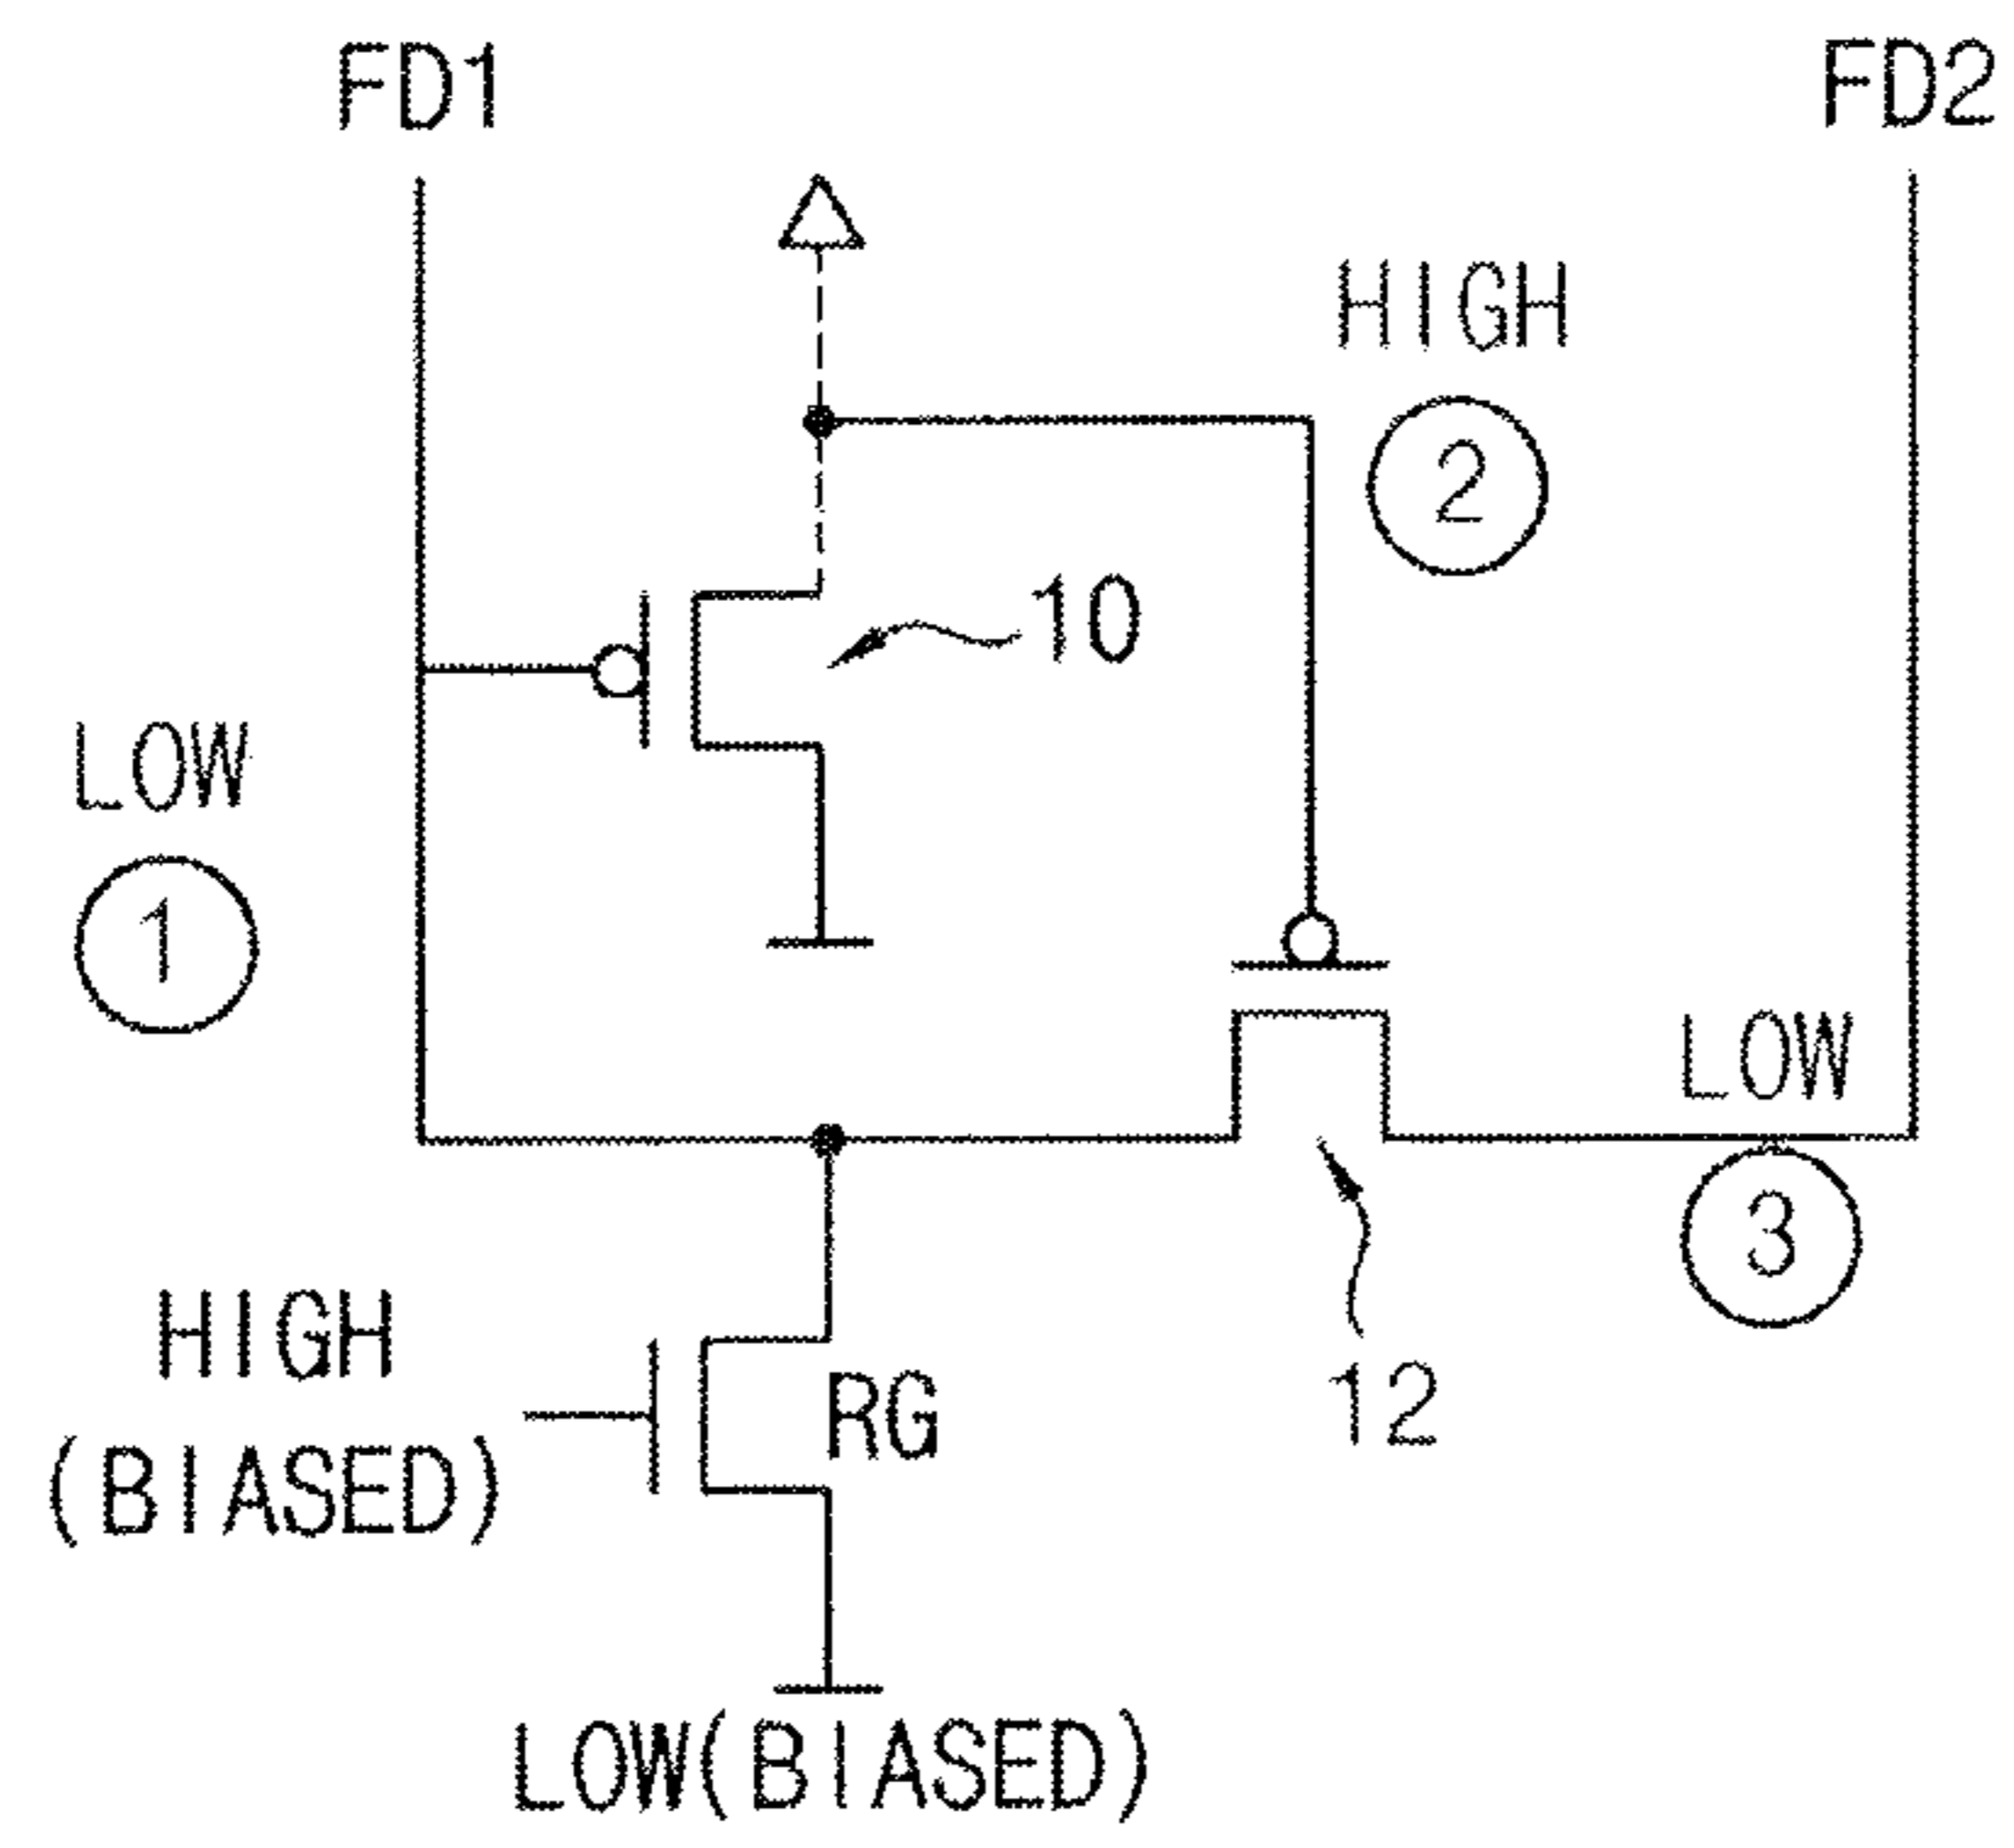 FD1
FD2
HIGH
2
10
LOW
1
LOW
3
HIGH
(BIASED)
RG
12
LOW(BIASED)